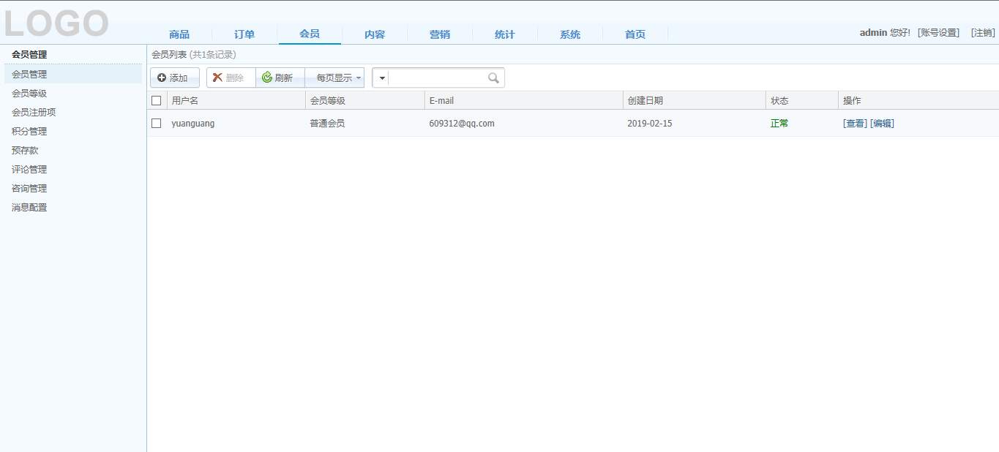 LOGO
商品 订单 会员 内容 营销 统计 系统 首页 admin 您好! [账号设置] [注销]
会员管理
会员管理
会员等级
会员注册项
积分管理
预存款
评论管理
咨询管理
消息配置
会员列表 (共1条记录)
添加 删除 刷新 每页显示
用户名 会员等级 E-mail 创建日期 状态 操作
yuanguang 普通会员 609312@qq.com 2019-02-15 正常 [查看] [编辑]